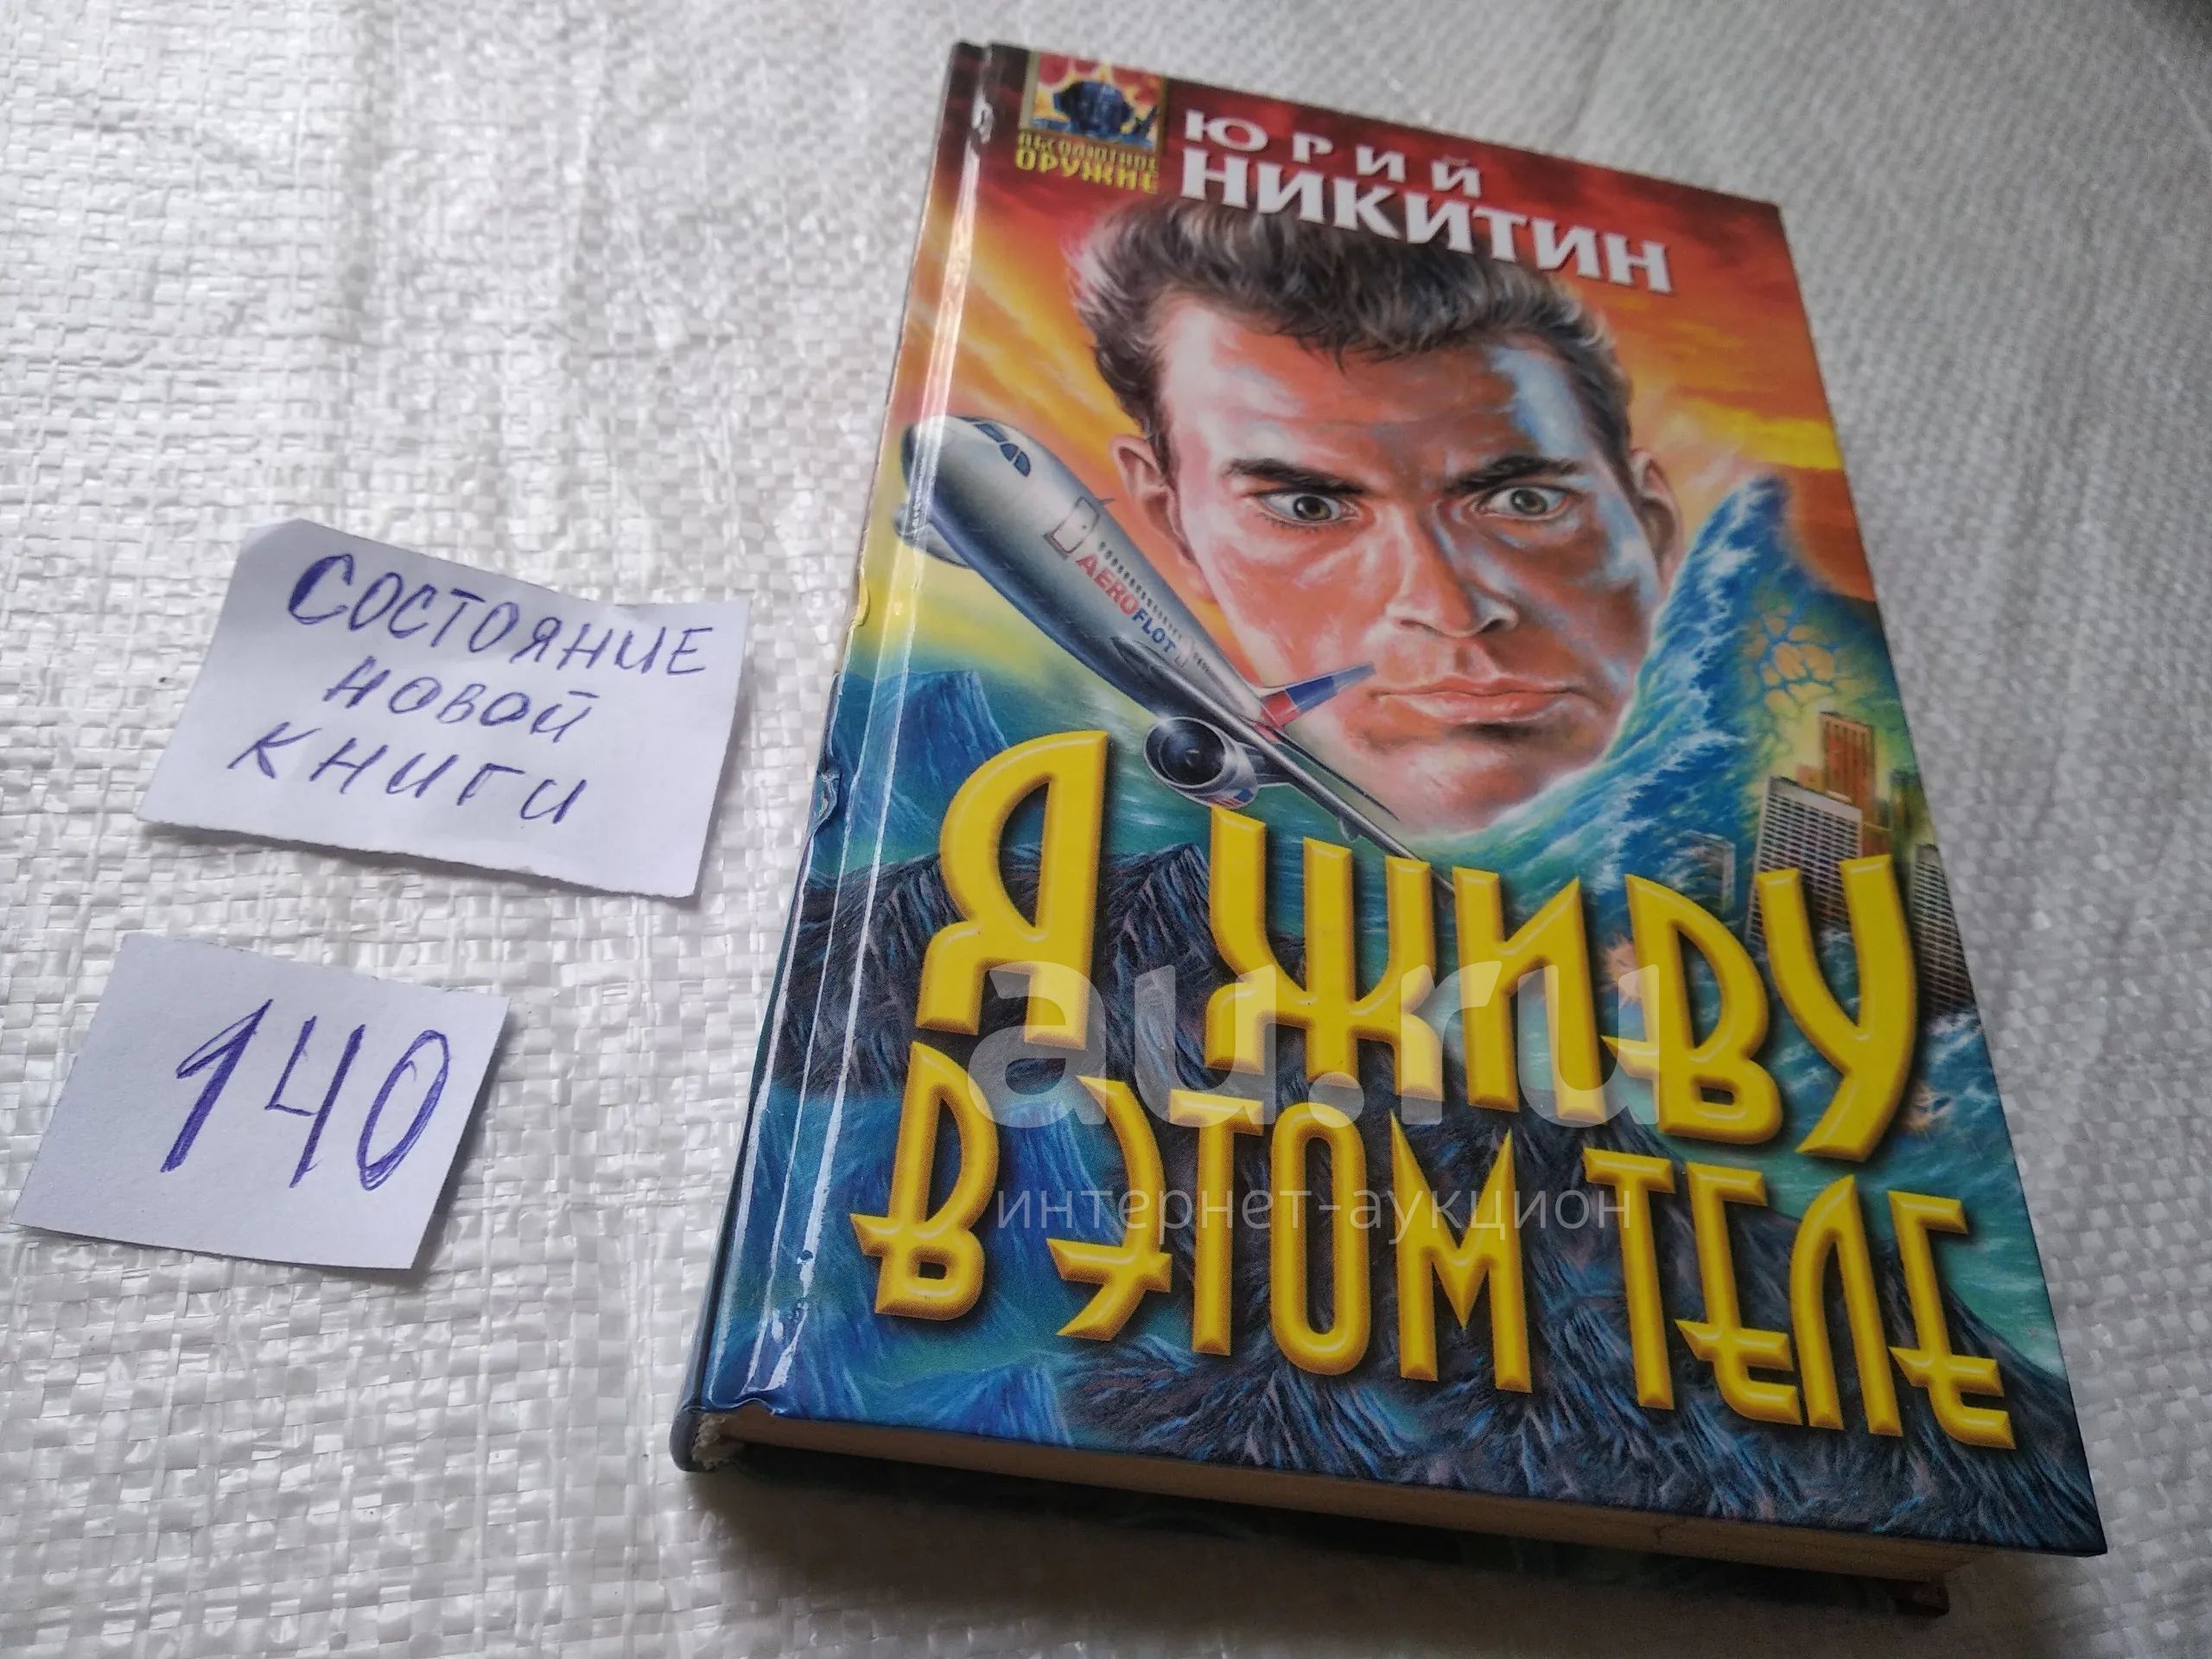 СОСТОЯНИЕ
НОВОЙ
КНИГИ
140
АБСОЛЮТНОЕ
ОРУЖИЕ
ЮРИЙ
НИКИТИН
AEROFLOT
Я ЖИВУ
В ЭТОМ ТЕЛЕ
au.ru
интернет-аукцион